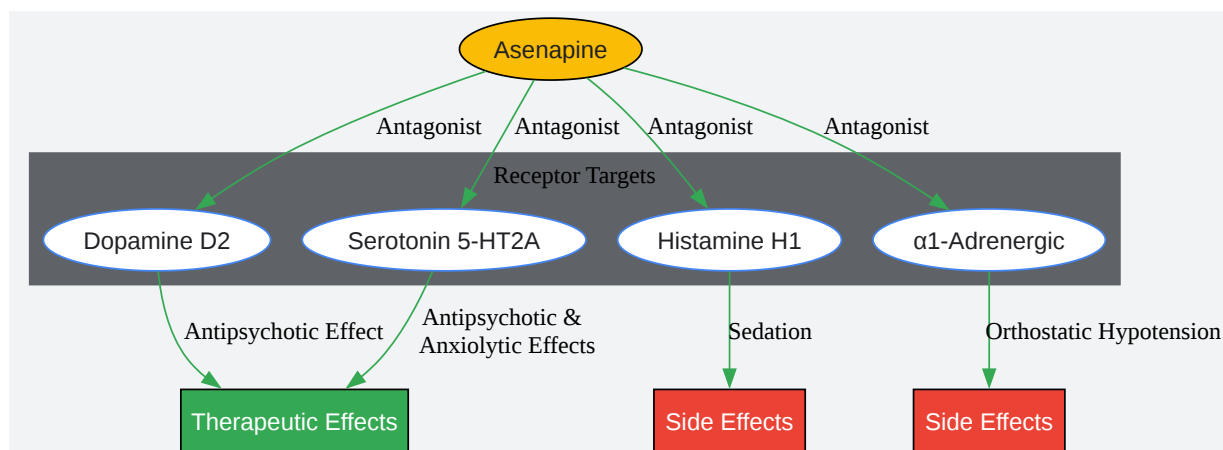 Asenapine
Antagonist
Antagonist
Antagonist
Antagonist
Receptor Targets
Dopamine D2
Serotonin 5-HT2A
Histamine H1
α1-Adrenergic
Antipsychotic Effect
Antipsychotic &
Anxiolytic Effects
Sedation
Orthostatic Hypotension
Therapeutic Effects
Side Effects
Side Effects